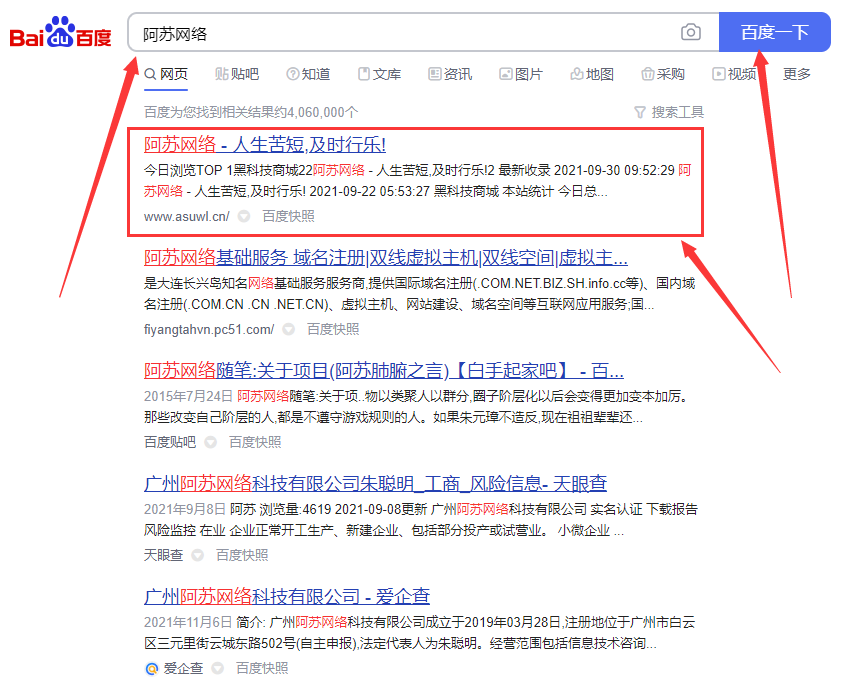 Bai du 百度 阿苏网络 百度一下
网页 贴吧 知道 文库 资讯 图片 地图 采购 视频 更多
百度为您找到相关结果约4,060,000个 搜索工具
阿苏网络 - 人生苦短,及时行乐!
今日浏览TOP 1黑科技商城22阿苏网络 - 人生苦短,及时行乐!2 最新收录 2021-09-30 09:52:29 阿
苏网络 - 人生苦短,及时行乐! 2021-09-22 05:53:27 黑科技商城 本站统计 今日总...
www.asuwl.cn/ 百度快照
阿苏网络基础服务 域名注册|双线虚拟主机|双线空间|虚拟主...
是大连长兴岛知名网络基础服务服务商,提供国际域名注册(.COM.NET.BIZ.SH.info.cc等)、国内域
名注册(.COM.CN .CN .NET.CN)、虚拟主机、网站建设、域名空间等互联网应用服务;国...
fiyangtahvn.pc51.com/ 百度快照
阿苏网络随笔:关于项目(阿苏肺腑之言)【白手起家吧】 - 百...
2015年7月24日 阿苏网络随笔:关于项..物以类聚人以群分,圈子阶层化以后会变得更加变本加厉。
那些改变自己阶层的人,都是不遵守游戏规则的人。如果朱元璋不造反,现在祖祖辈辈还...
百度贴吧 百度快照
广州阿苏网络科技有限公司朱聪明_工商_风险信息- 天眼查
2021年9月8日 阿苏 浏览量:4619 2021-09-08更新 广州阿苏网络科技有限公司 实名认证 下载报告
风险监控 在业 企业正常开工生产、新建企业、包括部分投产或试营业。 小微企业 ...
天眼查 百度快照
广州阿苏网络科技有限公司 - 爱企查
2021年11月6日 简介: 广州阿苏网络科技有限公司成立于2019年03月28日,注册地位于广州市白云
区三元里街云城东路502号(自主申报),法定代表人为朱聪明。经营范围包括信息技术咨询...
爱企查 百度快照